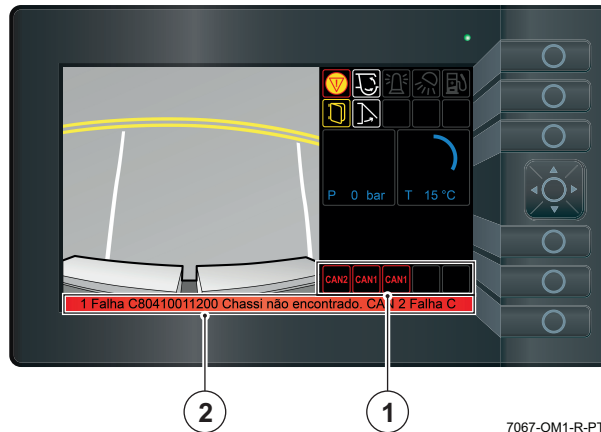 P 0 bar T 15 °C
CAN2 CAN1 CAN1
1 Falha C80410011200 Chassi não encontrado. CAN 2 Falha C
2 1
7067-OM1-R-PT